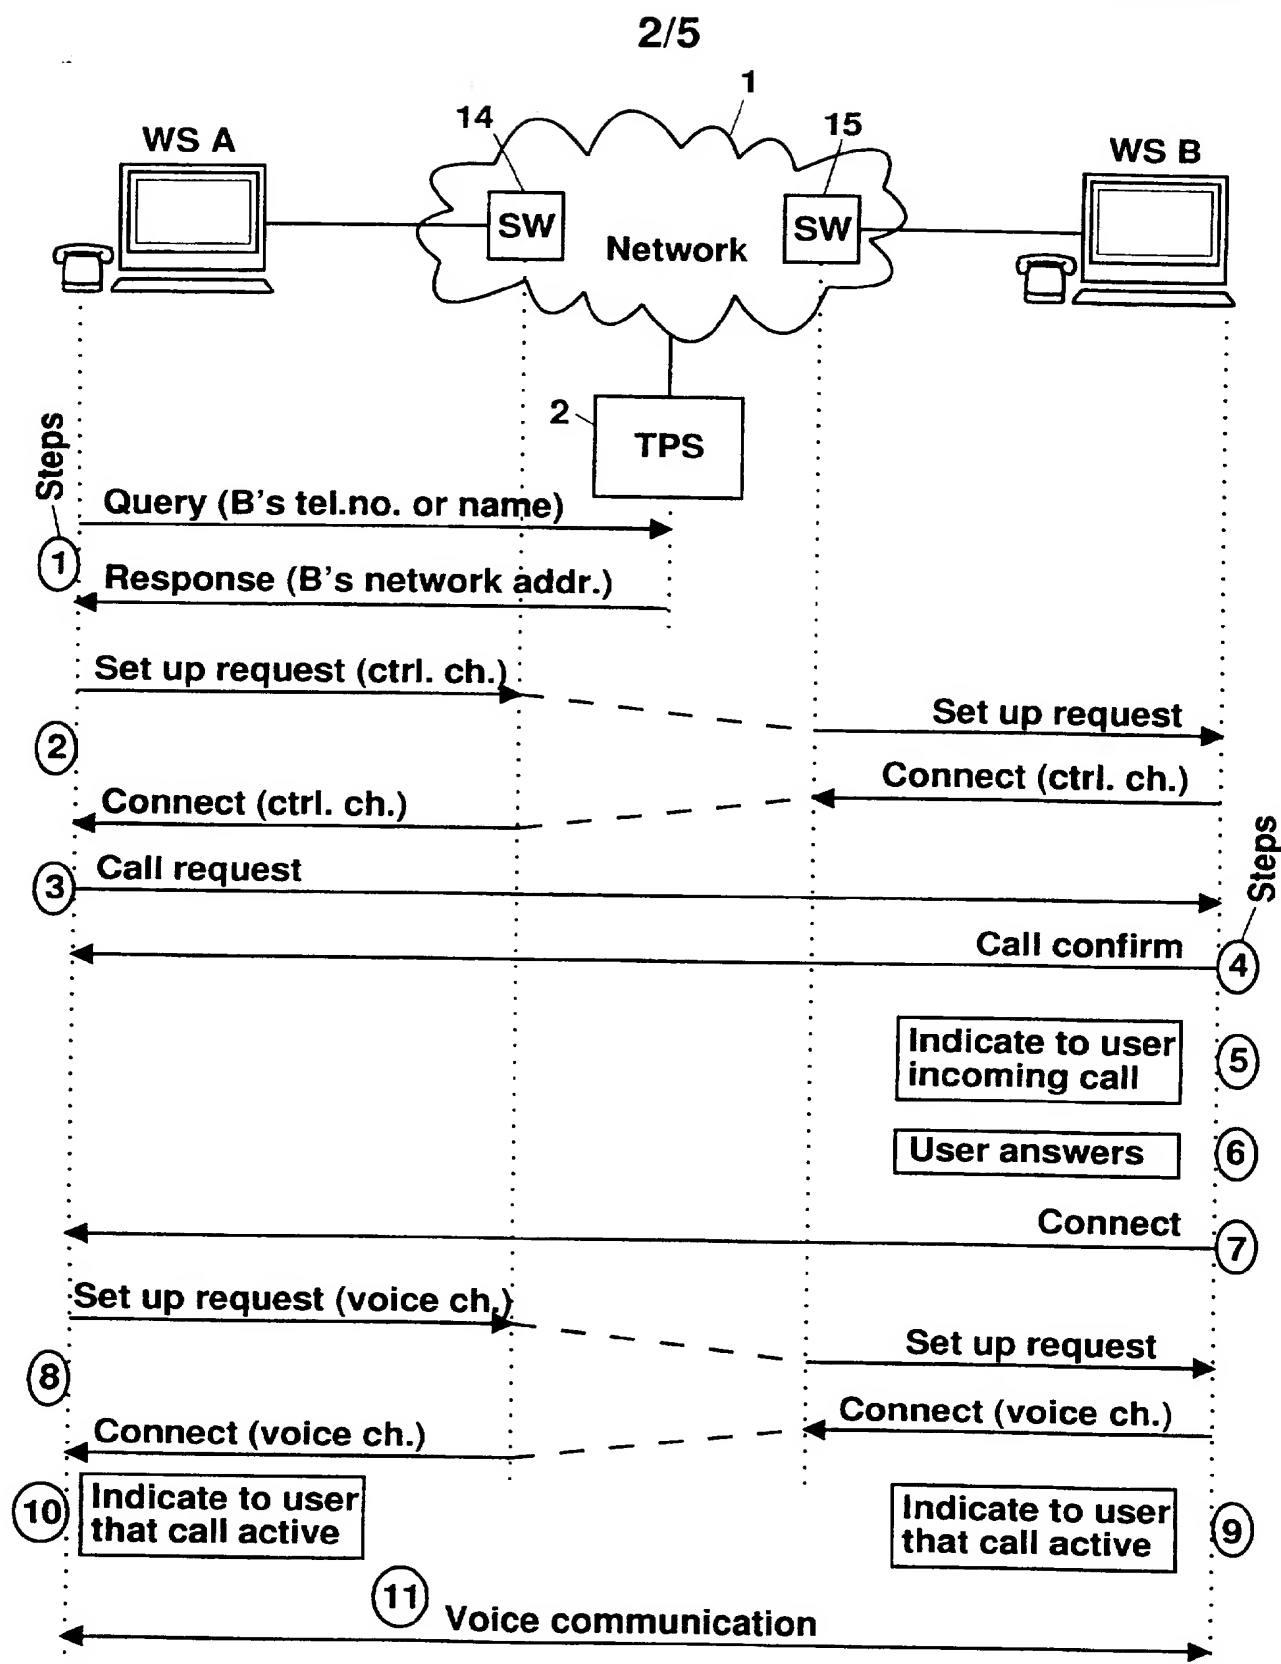 2/5
1
14
15
WS A
WS B
SW
SW
Network
2
TPS
Steps
Query (B's tel.no. or name)
1
Response (B's network addr.)
Set up request (ctrl. ch.)
Set up request
2
Connect (ctrl. ch.)
Connect (ctrl. ch.)
Steps
3
Call request
Call confirm
4
Indicate to user
incoming call
5
User answers
6
Connect
7
Set up request (voice ch.)
Set up request
8
Connect (voice ch.)
Connect (voice ch.)
10
Indicate to user
that call active
Indicate to user
that call active
9
11
Voice communication